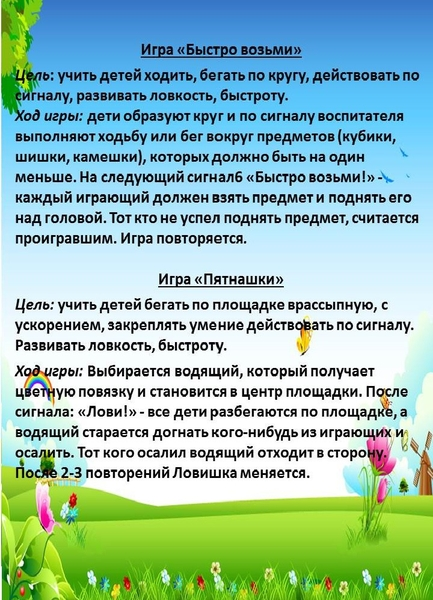 Игра «Быстро возьми»
Цель: учить детей ходить, бегать по кругу, действовать по
сигналу, развивать ловкость, быстроту.
Ход игры: дети образуют круг и по сигналу воспитателя
выполняют ходьбу или бег вокруг предметов (кубики,
шишки, камешки), которых должно быть на один
меньше. На следующий сигнал6 «Быстро возьми!» -
каждый играющий должен взять предмет и поднять его
над головой. Тот кто не успел поднять предмет, считается
проигравшим. Игра повторяется.
Игра «Пятнашки»
Цель: учить детей бегать по площадке врассыпную, с
ускорением, закреплять умение действовать по сигналу.
Развивать ловкость, быстроту.
Ход игры: Выбирается водящий, который получает
цветную повязку и становится в центр площадки. После
сигнала: «Лови!» - все дети разбегаются по площадке, а
водящий старается догнать кого-нибудь из играющих и
осалить. Тот кого осалил водящий отходит в сторону.
После 2-3 повторений Ловишка меняется.